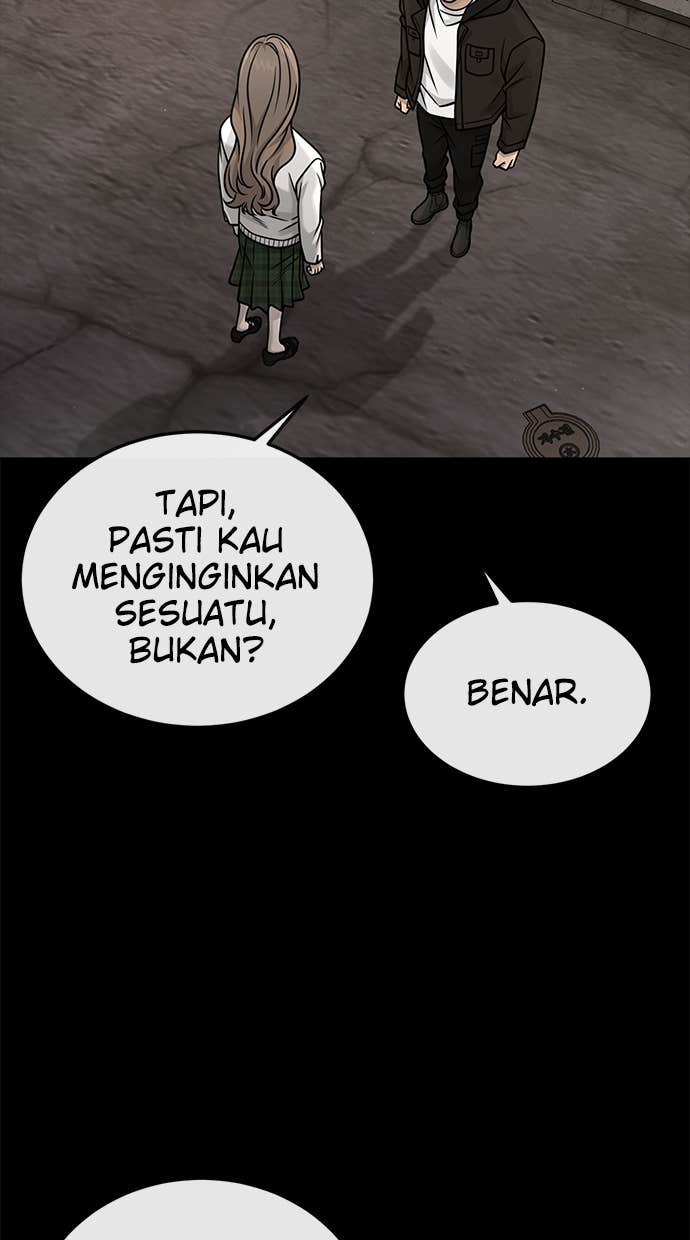 TAPI,
PASTI KAU
MENGINGINKAN
SESUATU,
BUKAN?
BENAR.